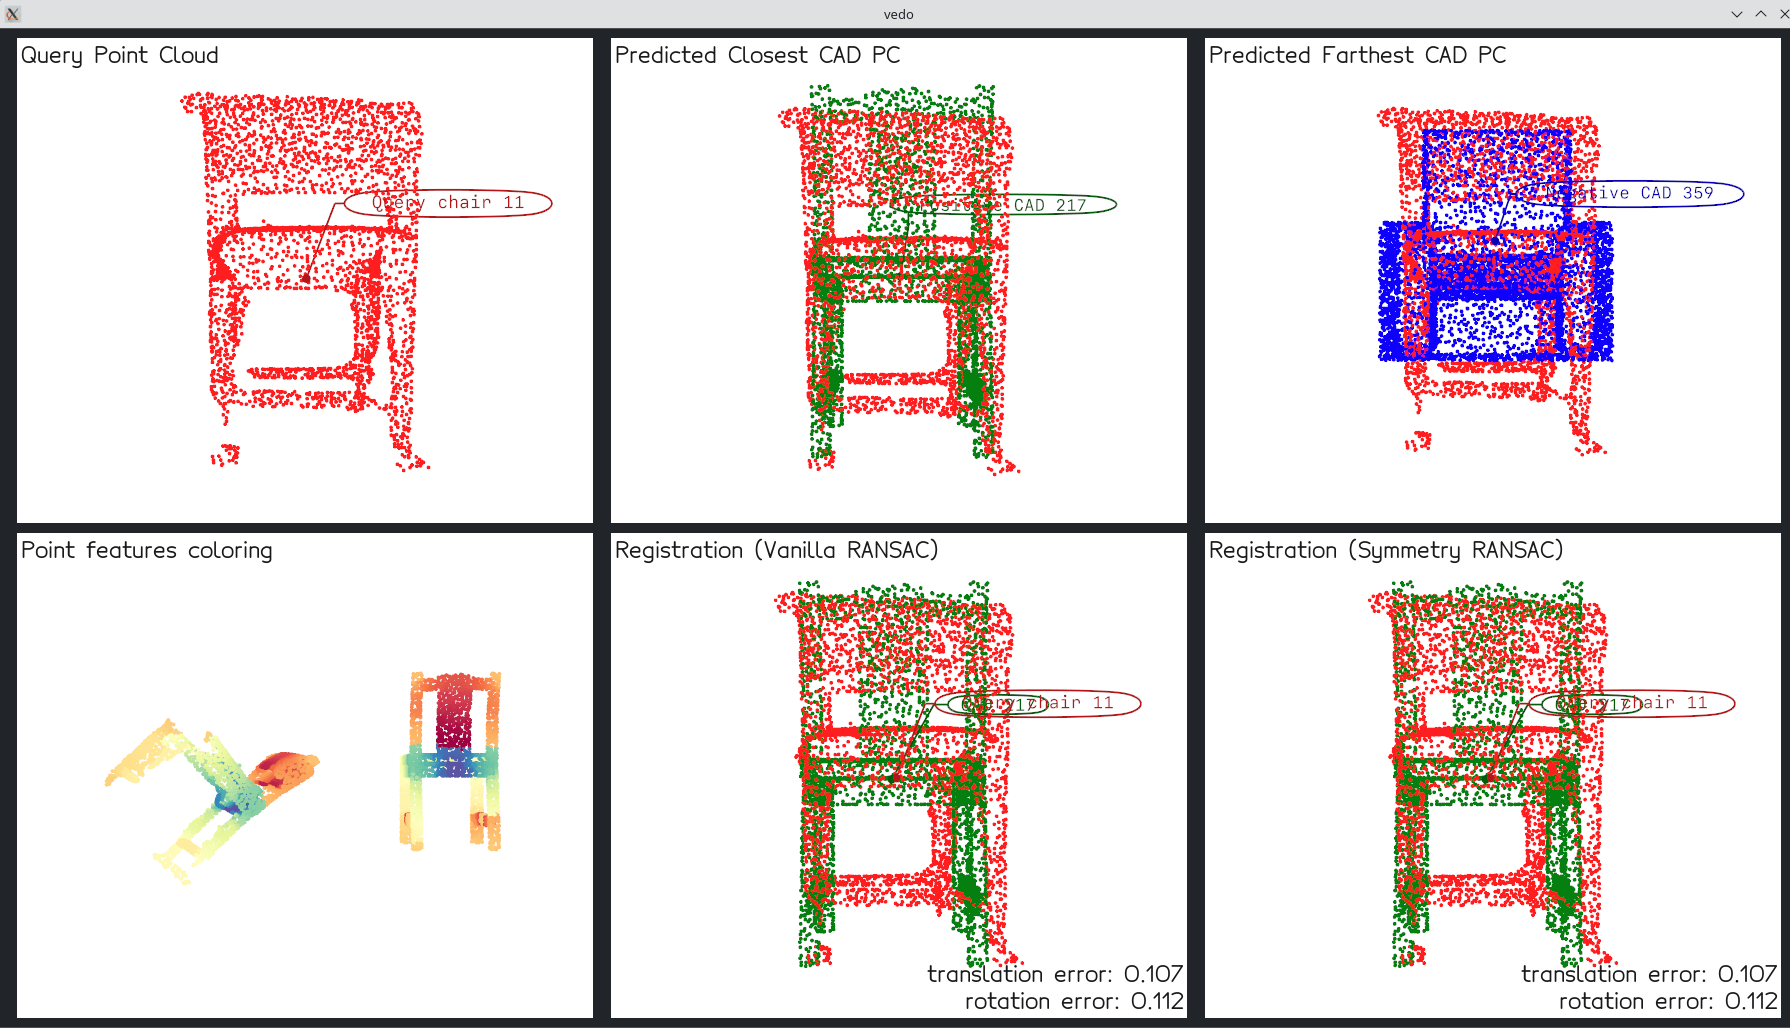 vedo
Query Point Cloud
Predicted Closest CAD PC
Predicted Farthest CAD PC
Query chair 11
CAD 217
CAD 359
Point features coloring
Registration (Vanilla RANSAC)
Registration (Symmetry RANSAC)
chair 11
chair 11
translation error: 0.107
rotation error: 0.112
translation error: 0.107
rotation error: 0.112